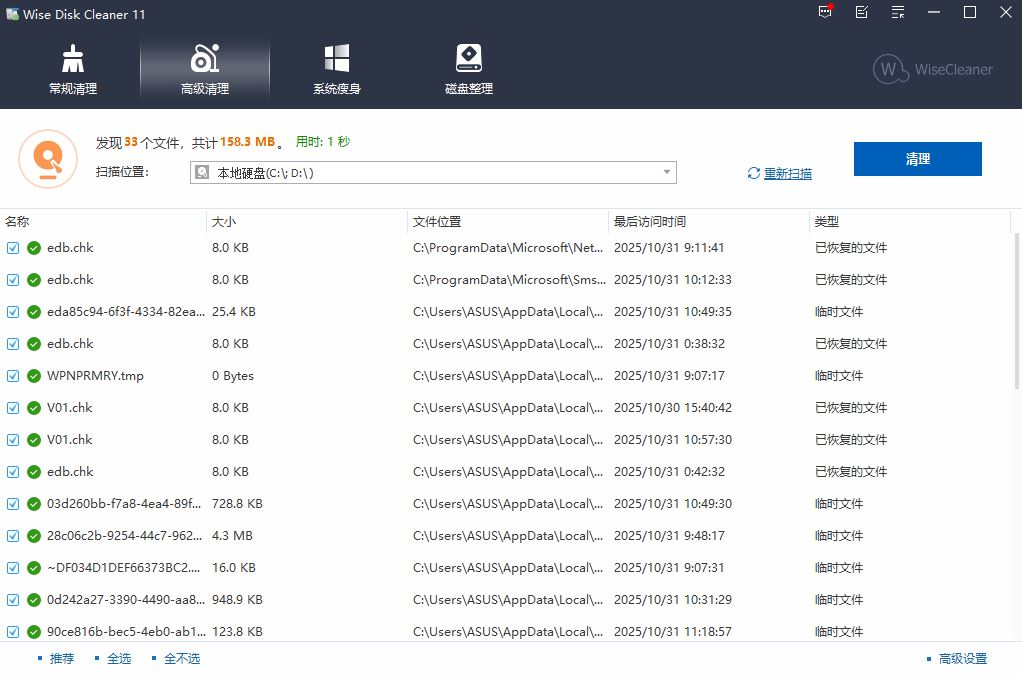 Wise Disk Cleaner 11
常规清理 高级清理 系统瘦身 磁盘整理
W WiseCleaner
发现 33 个文件，共计 158.3 MB 。 用时: 1 秒
扫描位置: 本地硬盘(C:\; D:\) 重新扫描 清理
名称 大小 文件位置 最后访问时间 类型
edb.chk 8.0 KB C:\ProgramData\Microsoft\Net... 2025/10/31 9:11:41 已恢复的文件
edb.chk 8.0 KB C:\ProgramData\Microsoft\Sms... 2025/10/31 10:12:33 已恢复的文件
eda85c94-6f3f-4334-82ea... 25.4 KB C:\Users\ASUS\AppData\Local\... 2025/10/31 10:49:35 临时文件
edb.chk 8.0 KB C:\Users\ASUS\AppData\Local\... 2025/10/31 0:38:32 已恢复的文件
WPNPRMRY.tmp 0 Bytes C:\Users\ASUS\AppData\Local\... 2025/10/31 9:07:17 临时文件
V01.chk 8.0 KB C:\Users\ASUS\AppData\Local\... 2025/10/30 15:40:42 已恢复的文件
V01.chk 8.0 KB C:\Users\ASUS\AppData\Local\... 2025/10/31 10:57:30 已恢复的文件
edb.chk 8.0 KB C:\Users\ASUS\AppData\Local\... 2025/10/31 0:42:32 已恢复的文件
03d260bb-f7a8-4ea4-89f... 728.8 KB C:\Users\ASUS\AppData\Local\... 2025/10/31 10:49:30 临时文件
28c06c2b-9254-44c7-962... 4.3 MB C:\Users\ASUS\AppData\Local\... 2025/10/31 9:48:17 临时文件
~DF034D1DEF66373BC2.... 16.0 KB C:\Users\ASUS\AppData\Local\... 2025/10/31 9:07:31 临时文件
0d242a27-3390-4490-aa8... 948.9 KB C:\Users\ASUS\AppData\Local\... 2025/10/31 10:31:29 临时文件
90ce816b-bec5-4eb0-ab1... 123.8 KB C:\Users\ASUS\AppData\Local\... 2025/10/31 11:18:57 临时文件
推荐 全选 全不选 高级设置